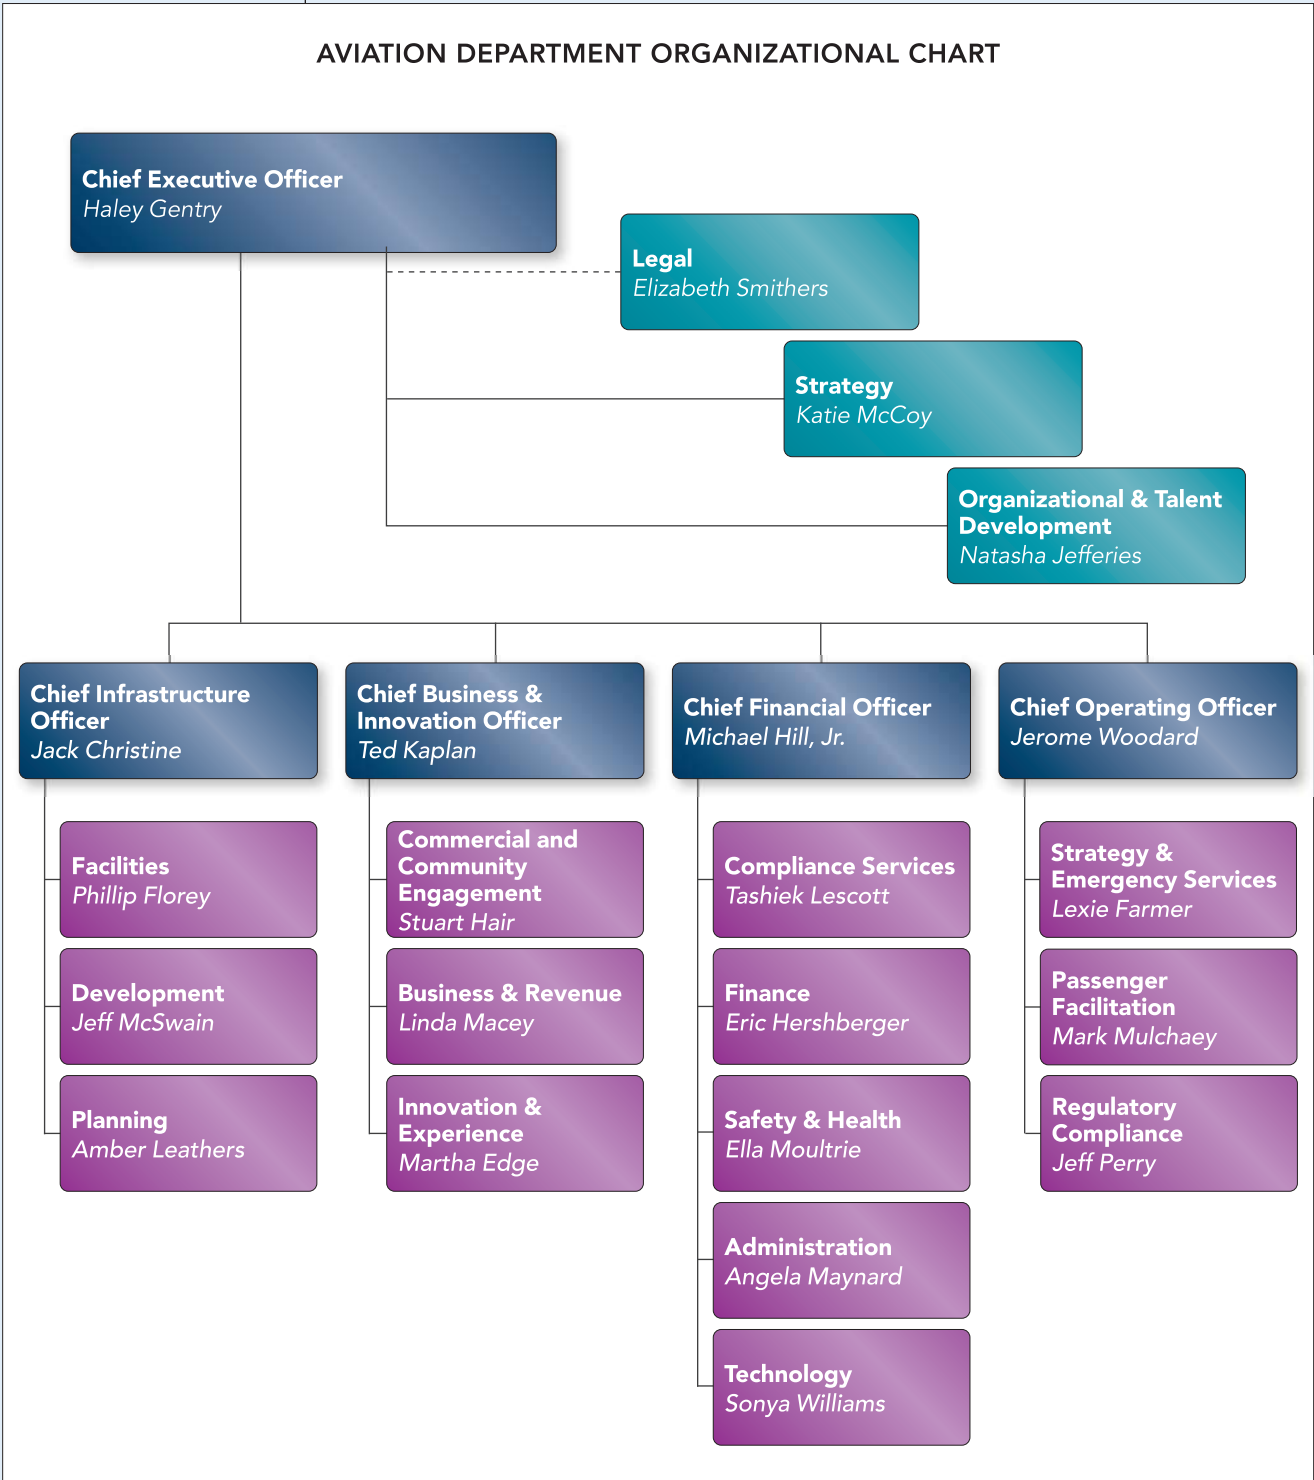 AVIATION DEPARTMENT ORGANIZATIONAL CHART
Chief Executive Officer
Haley Gentry
Legal
Elizabeth Smithers
Strategy
Katie McCoy
Organizational & Talent
Development
Natasha Jefferies
Chief Infrastructure
Officer
Jack Christine
Facilities
Phillip Florey
Development
Jeff McSwain
Planning
Amber Leathers
Chief Business &
Innovation Officer
Ted Kaplan
Commercial and
Community
Engagement
Stuart Hair
Business & Revenue
Linda Macey
Innovation &
Experience
Martha Edge
Chief Financial Officer
Michael Hill, Jr.
Compliance Services
Tashiek Lescott
Finance
Eric Hershberger
Safety & Health
Ella Moultrie
Administration
Angela Maynard
Technology
Sonya Williams
Chief Operating Officer
Jerome Woodard
Strategy &
Emergency Services
Lexie Farmer
Passenger
Facilitation
Mark Mulchaey
Regulatory
Compliance
Jeff Perry